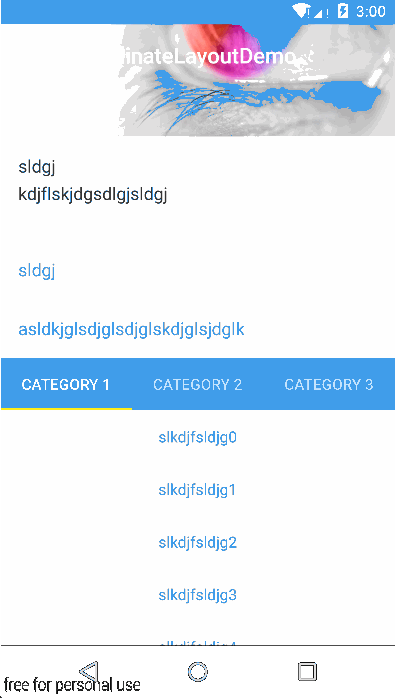 3:00
inateLayoutDemo
sldgj
kdjflskjdgsdlgjsldgj
sldgj
asldkjglsdjglsdjglskdjglsjdglk
CATEGORY 1 CATEGORY 2 CATEGORY 3
slkdjfsldjg0
slkdjfsldjg1
slkdjfsldjg2
slkdjfsldjg3
free for personal use